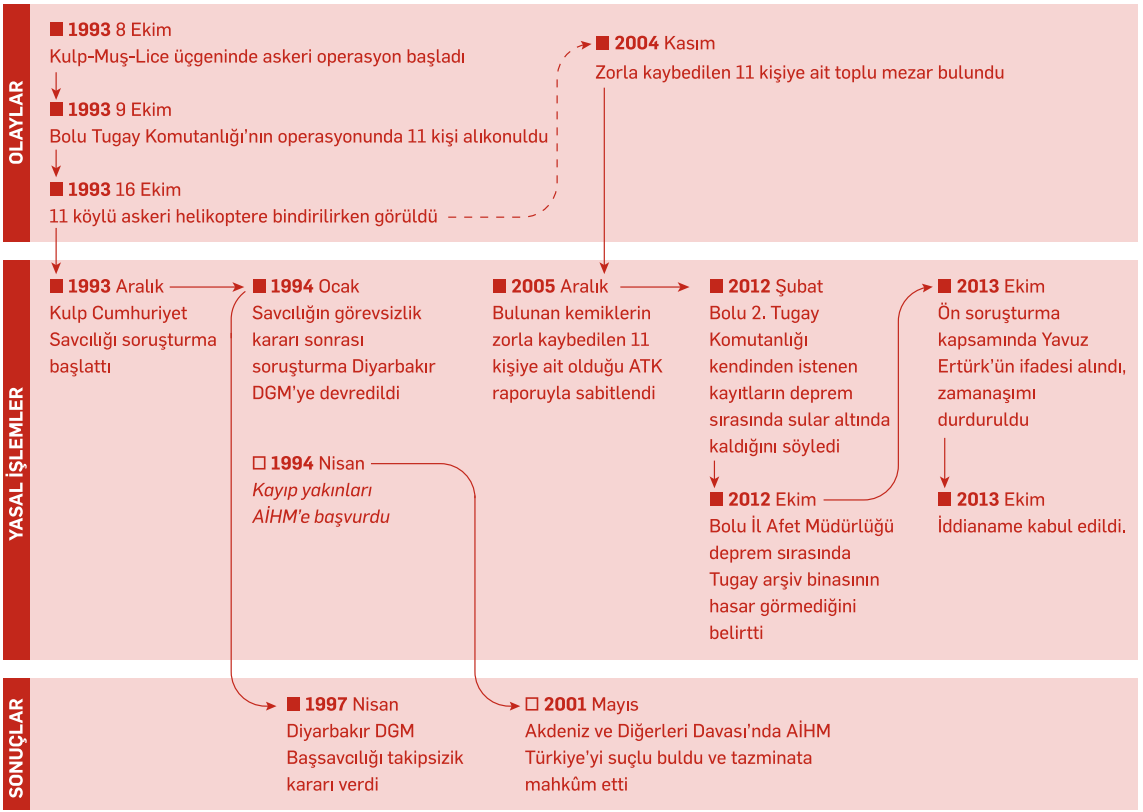 OLAYLAR
1993 8 Ekim
Kulp-Muş-Lice üçgeninde askeri operasyon başladı
1993 9 Ekim
Bolu Tugay Komutanlığı'nın operasyonunda 11 kişi alıkonuldu
1993 16 Ekim
11 köylü askeri helikoptere bindirilirken görüldü
2004 Kasım
Zorla kaybedilen 11 kişiye ait toplu mezar bulundu
YASAL İŞLEMLER
1993 Aralık
Kulp Cumhuriyet
Savcılığı soruşturma
başlattı
1994 Ocak
Savcılığın görevsizlik
kararı sonrası
soruşturma Diyarbakır
DGM'ye devredildi
1994 Nisan
Kayıp yakınları
AİHM'e başvurdu
2005 Aralık
Bulunan kemiklerin
zorla kaybedilen 11
kişiye ait olduğu ATK
raporuyla sabitlendi
2012 Şubat
Bolu 2. Tugay
Komutanlığı
kendinden istenen
kayıtların deprem
sırasında sular altında
kaldığını söyledi
2012 Ekim
Bolu İl Afet Müdürlüğü
deprem sırasında
Tugay arşiv binasının
hasar görmediğini
belirtti
2013 Ekim
Ön soruşturma
kapsamında Yavuz
Ertürk'ün ifadesi alındı,
zamanaşımı
durduruldu
2013 Ekim
İddianame kabul edildi.
SONUÇLAR
1997 Nisan
Diyarbakır DGM
Başsavcılığı takipsizik
kararı verdi
2001 Mayıs
Akdeniz ve Diğerleri Davası'nda AİHM
Türkiye'yi suçlu buldu ve tazminata
mahkûm etti